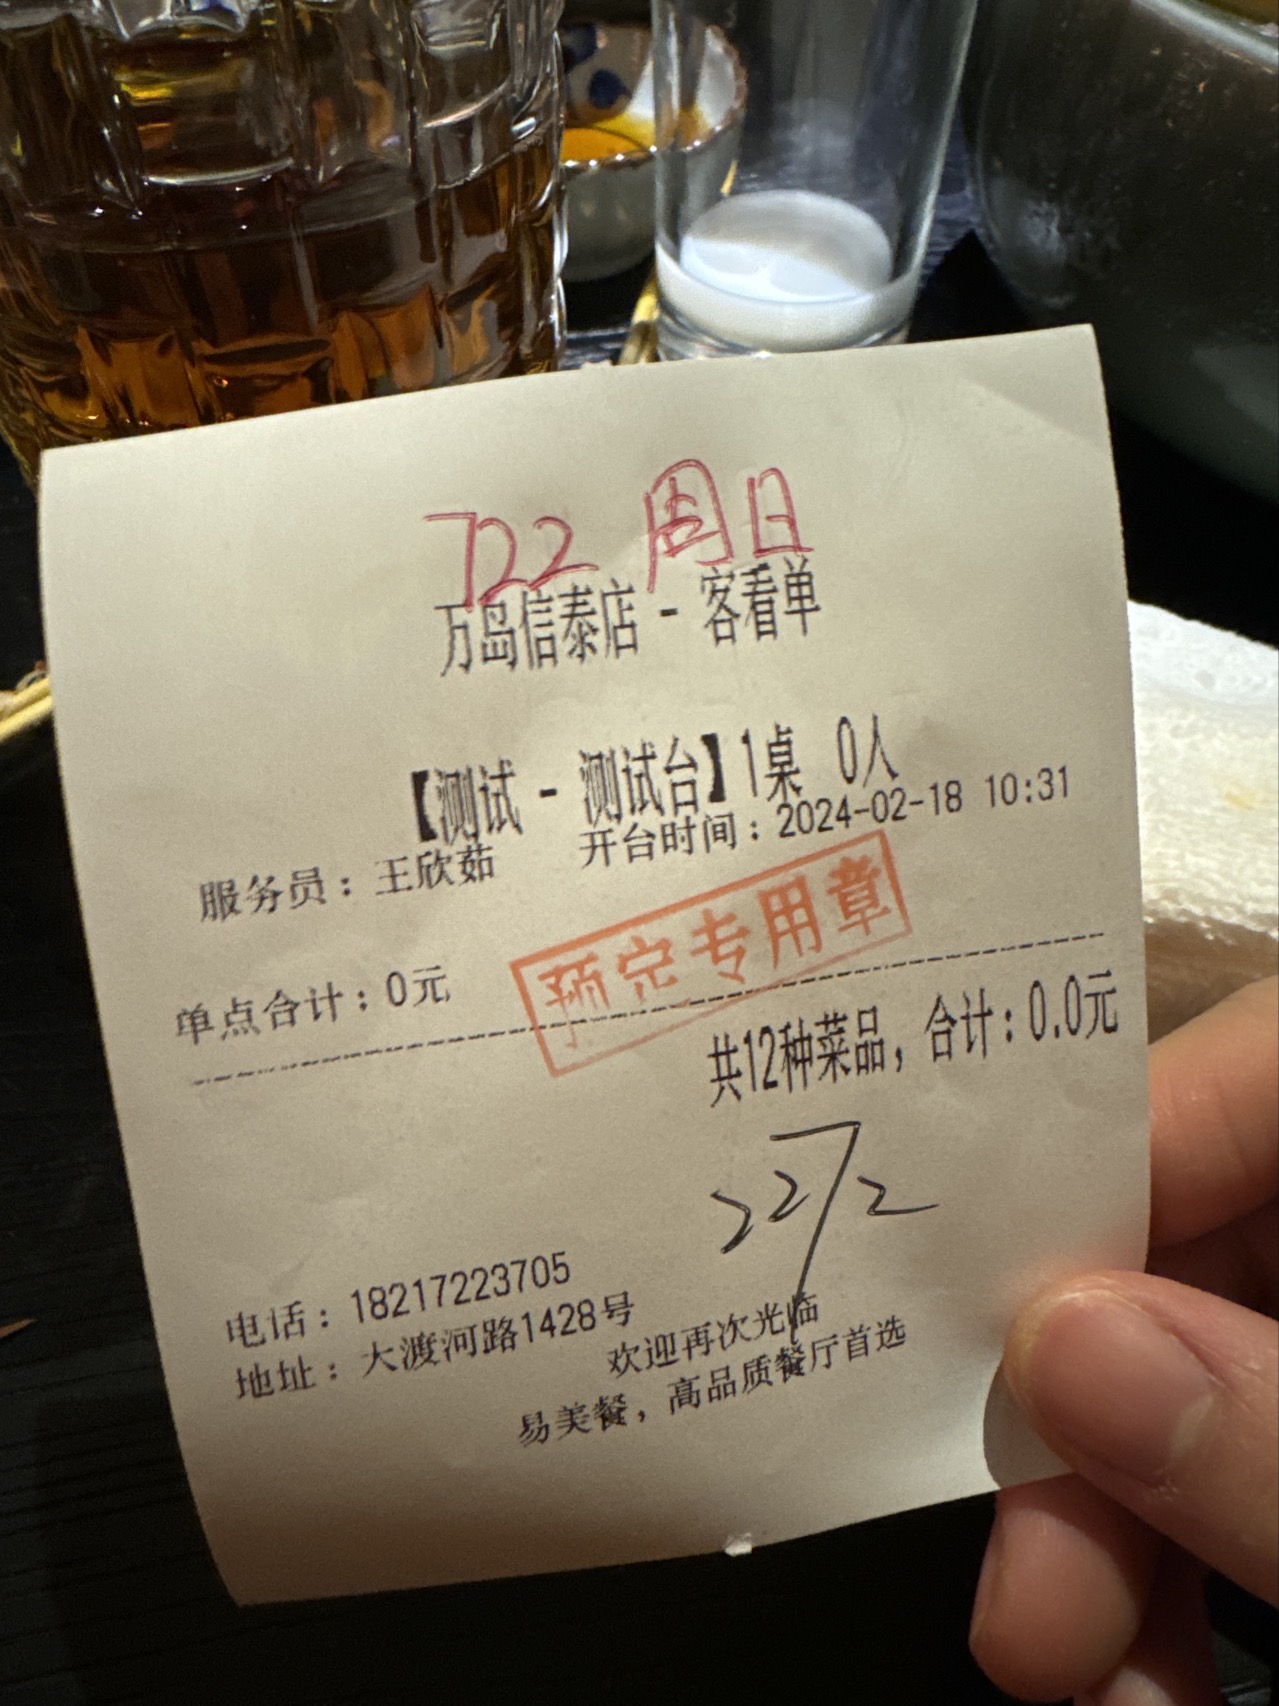 722 周日
万岛信泰店 - 客看单
【测试 - 测试台】1桌 0人
服务员：王欣茹 开台时间：2024-02-18 10:31
预定专用章
单点合计：0元
共12种菜品，合计：0.0元
电话：18217223705
地址：大渡河路1428号
欢迎再次光临
易美餐，高品质餐厅首选